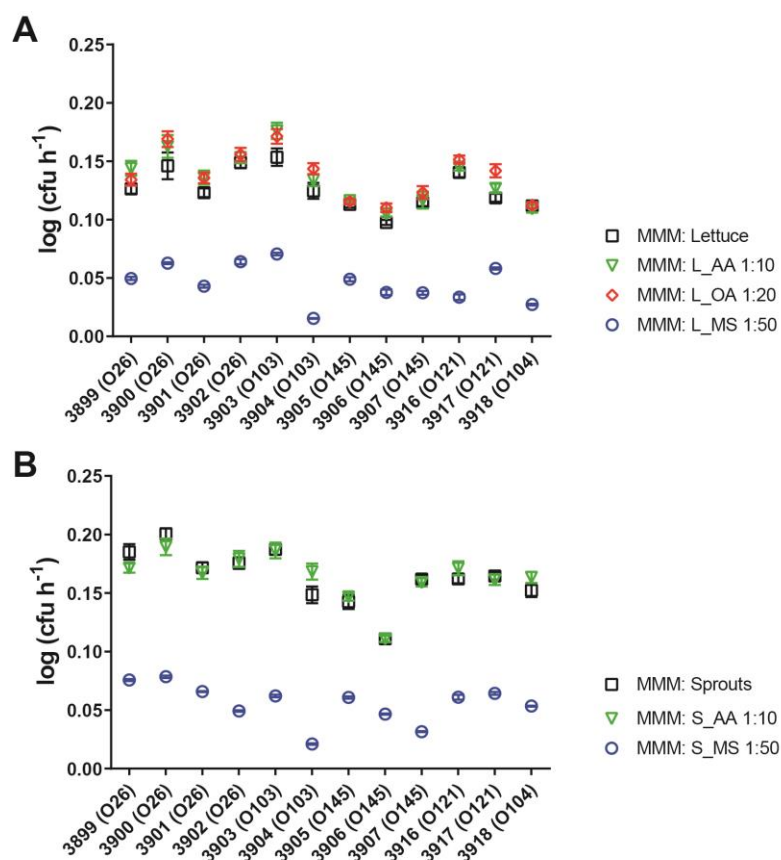 A
0.25
0.20
0.15
0.10
0.05
0.00
log (cfu h⁻¹)
3899 (O26)
3900 (O26)
3901 (O26)
3902 (O26)
3903 (O103)
3904 (O103)
3905 (O145)
3906 (O145)
3907 (O145)
3916 (O121)
3917 (O121)
3918 (O104)
MMM: Lettuce
MMM: L_AA 1:10
MMM: L_OA 1:20
MMM: L_MS 1:50
B
0.25
0.20
0.15
0.10
0.05
0.00
log (cfu h⁻¹)
3899 (O26)
3900 (O26)
3901 (O26)
3902 (O26)
3903 (O103)
3904 (O103)
3905 (O145)
3906 (O145)
3907 (O145)
3916 (O121)
3917 (O121)
3918 (O104)
MMM: Sprouts
MMM: S_AA 1:10
MMM: S_MS 1:50